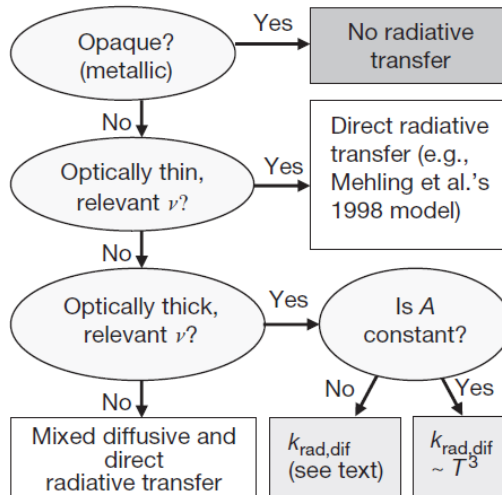 Opaque?
(metallic)
Yes
No radiative
transfer
No
Optically thin,
relevant ν?
Yes
Direct radiative
transfer (e.g.,
Mehling et al.'s
1998 model)
No
Optically thick,
relevant ν?
Yes
Is A
constant?
No
Mixed diffusive and
direct
radiative transfer
No
k_rad,dif
(see text)
Yes
k_rad,dif
~ T³